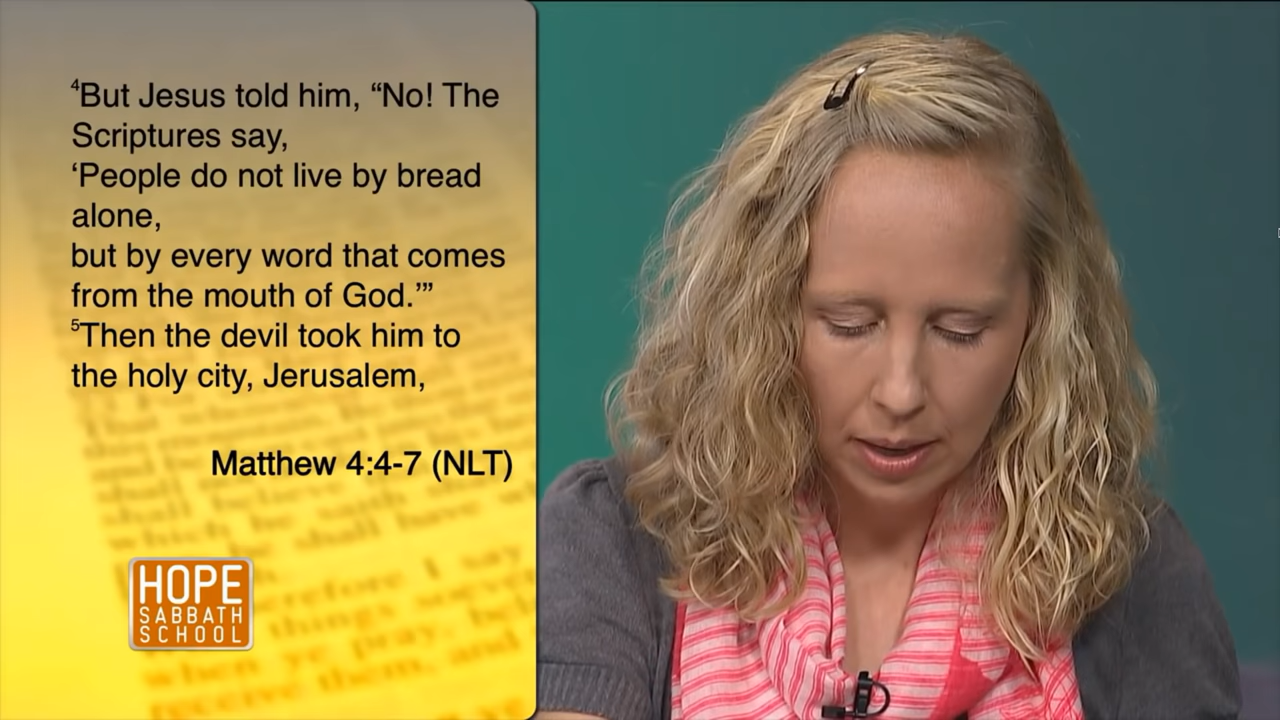 ⁴But Jesus told him, “No! The
Scriptures say,
‘People do not live by bread
alone,
but by every word that comes
from the mouth of God.’”
⁵Then the devil took him to
the holy city, Jerusalem,
Matthew 4:4-7 (NLT)
HOPE
SABBATH
SCHOOL